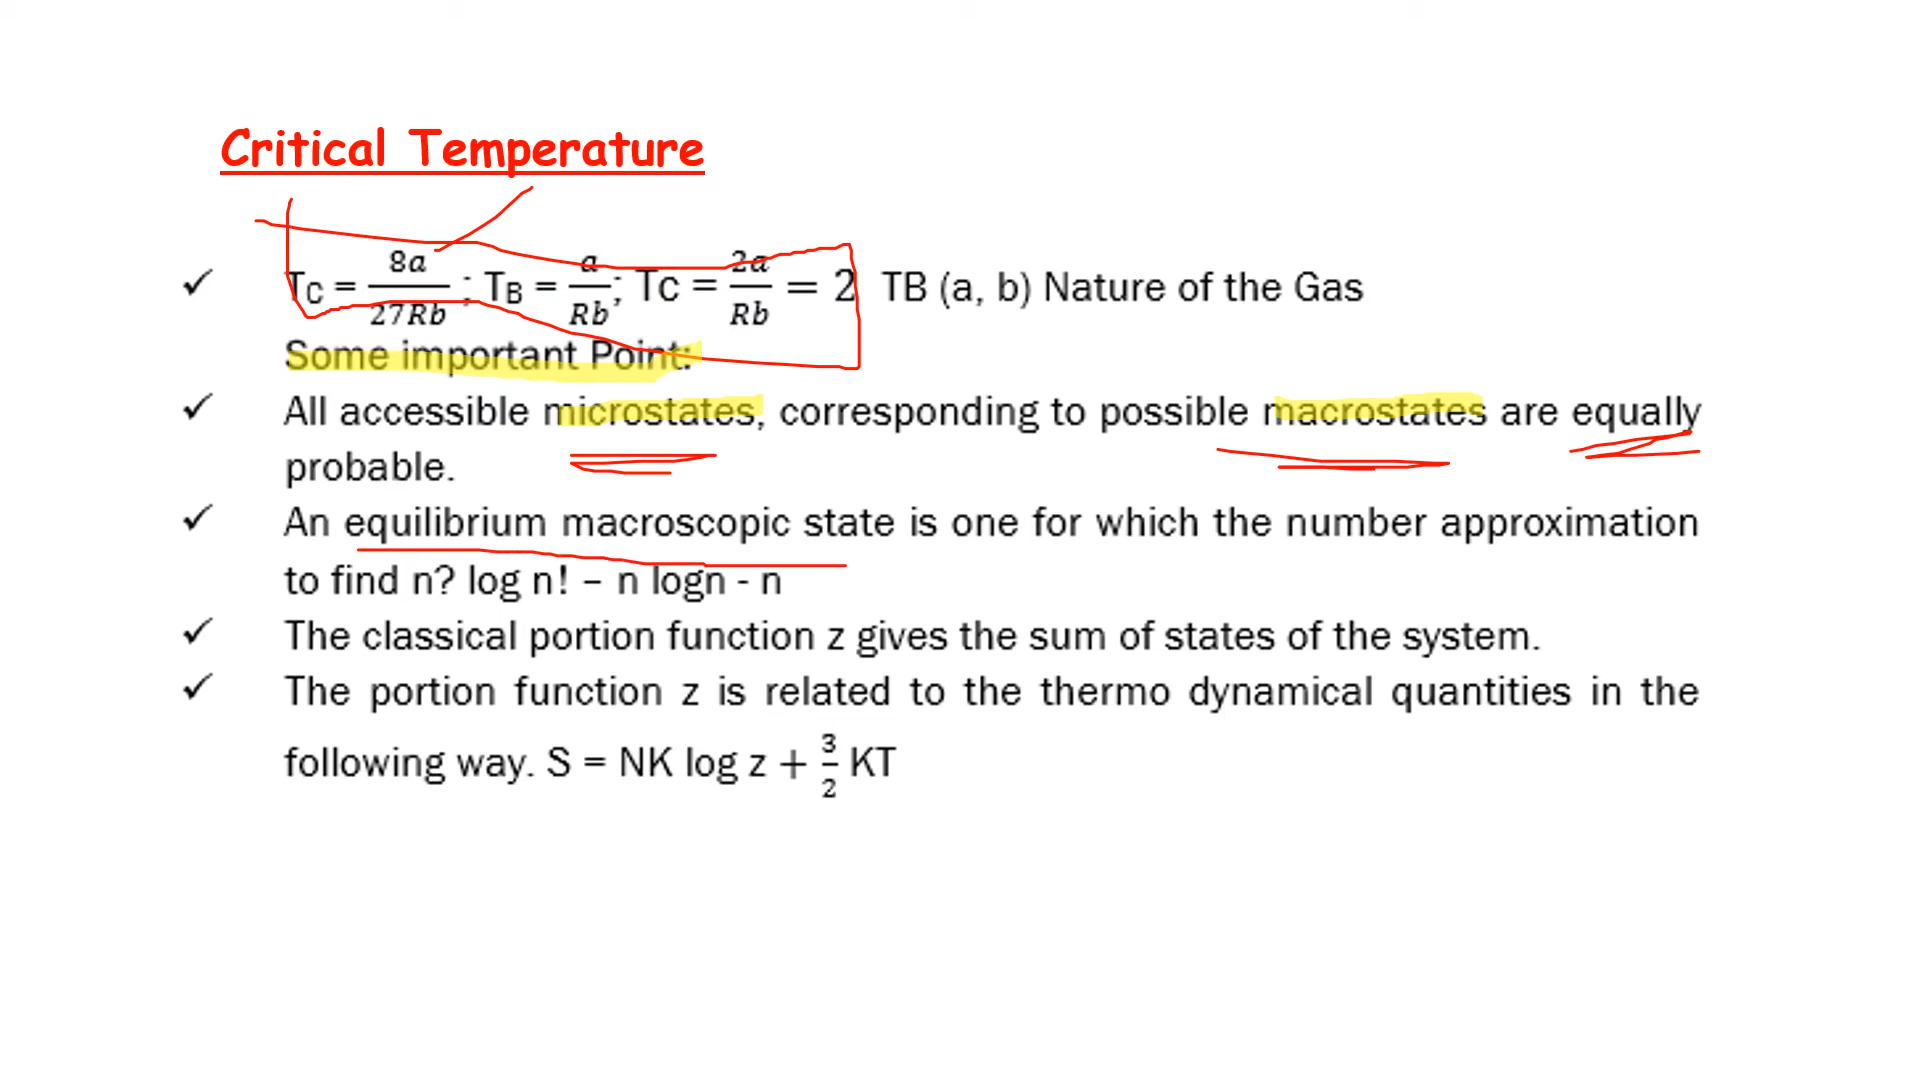 Critical Temperature
✓ T_C = 8a/27Rb ; T_B = a/Rb ; Tc = 2a/Rb = 2 TB (a, b) Nature of the Gas
Some important Point:
✓ All accessible microstates, corresponding to possible macrostates are equally
probable.
✓ An equilibrium macroscopic state is one for which the number approximation
to find n? log n! – n logn - n
✓ The classical portion function z gives the sum of states of the system.
✓ The portion function z is related to the thermo dynamical quantities in the
following way. S = NK log z + 3/2 KT